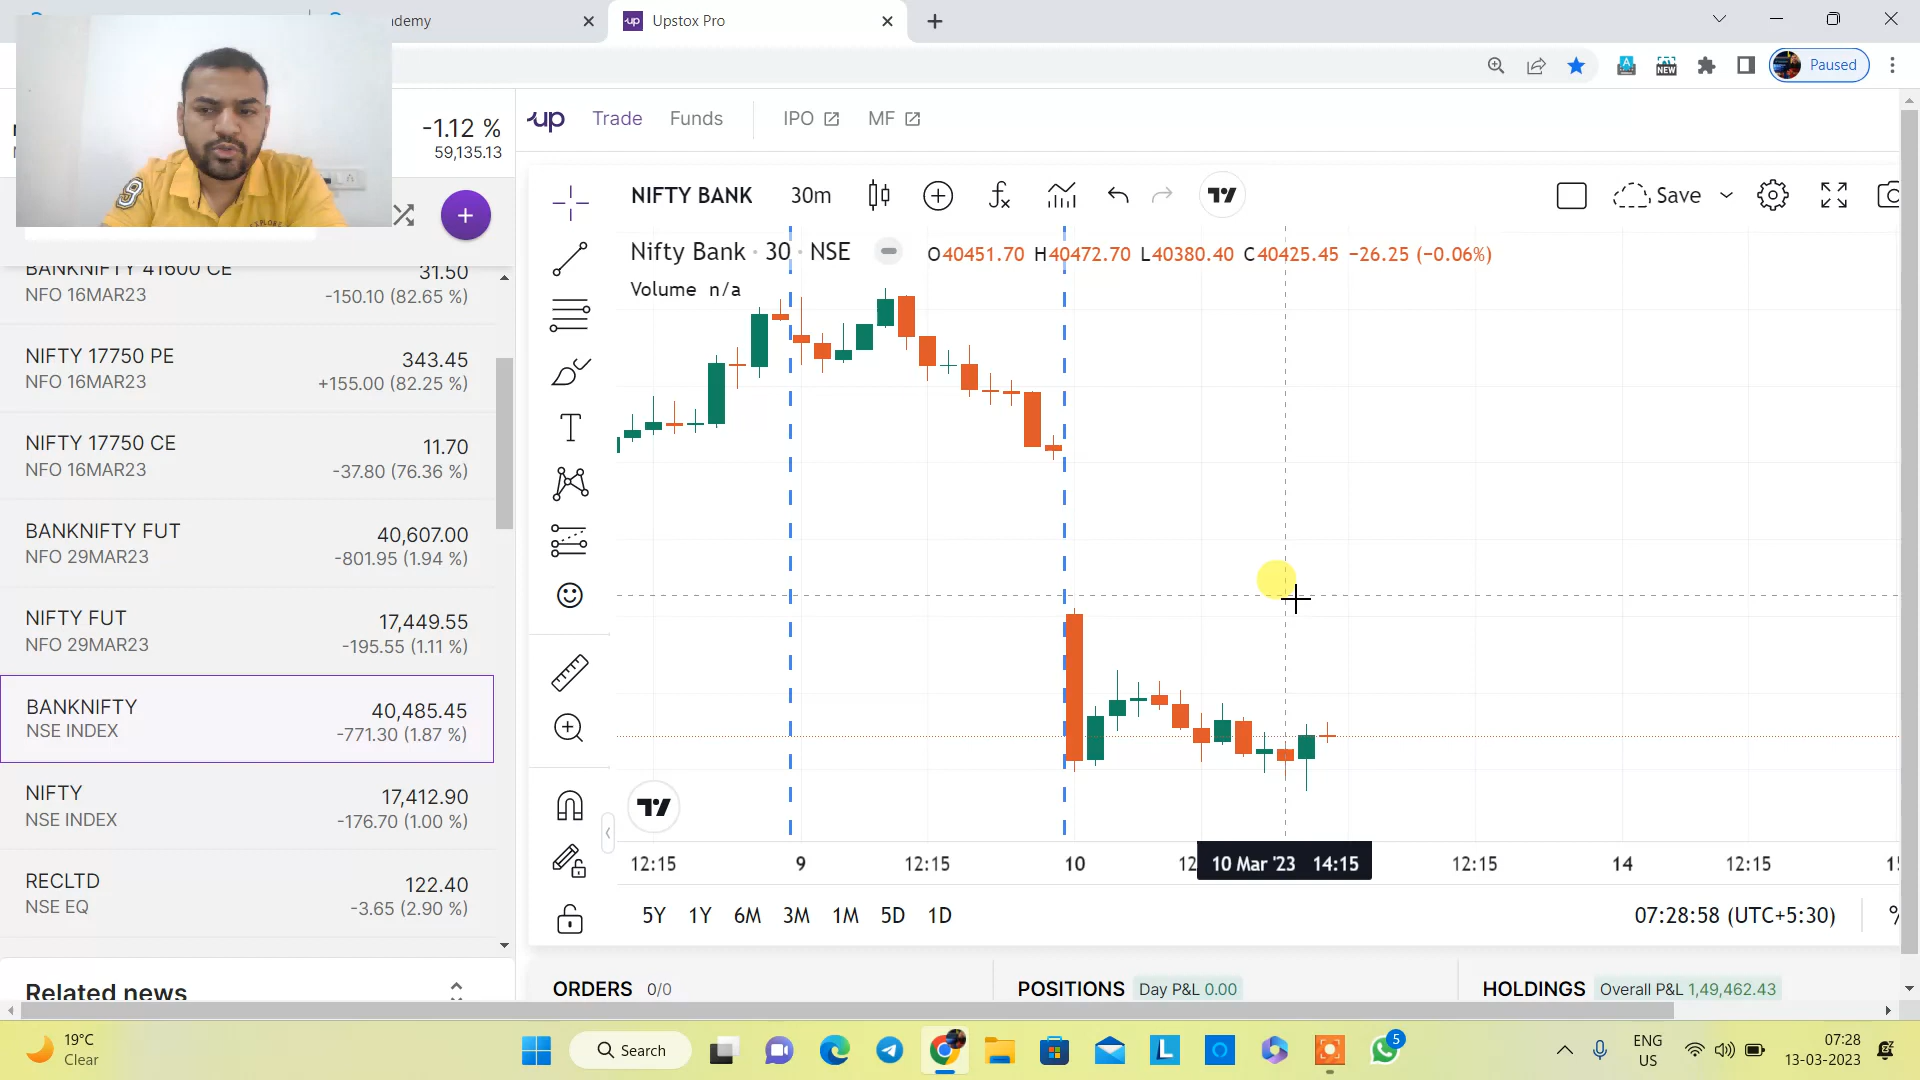 ademy
Upstox Pro
Paused
-1.12 %
59,135.13
Trade
Funds
IPO
MF
NIFTY BANK
30m
Save
Nifty Bank · 30 · NSE
O40451.70 H40472.70 L40380.40 C40425.45 −26.25 (−0.06%)
Volume n/a
BANKNIFTY 41600 CE
31.50
NFO 16MAR23
-150.10 (82.65 %)
NIFTY 17750 PE
343.45
NFO 16MAR23
+155.00 (82.25 %)
NIFTY 17750 CE
11.70
NFO 16MAR23
-37.80 (76.36 %)
BANKNIFTY FUT
40,607.00
NFO 29MAR23
-801.95 (1.94 %)
NIFTY FUT
17,449.55
NFO 29MAR23
-195.55 (1.11 %)
BANKNIFTY
40,485.45
NSE INDEX
-771.30 (1.87 %)
NIFTY
17,412.90
NSE INDEX
-176.70 (1.00 %)
RECLTD
122.40
NSE EQ
-3.65 (2.90 %)
Related news
12:15
9
12:15
10
12
10 Mar '23 14:15
12:15
14
12:15
5Y 1Y 6M 3M 1M 5D 1D
07:28:58 (UTC+5:30)
%
ORDERS 0/0
POSITIONS Day P&L 0.00
HOLDINGS Overall P&L 1,49,462.43
19°C
Clear
Search
5
ENG
US
07:28
13-03-2023